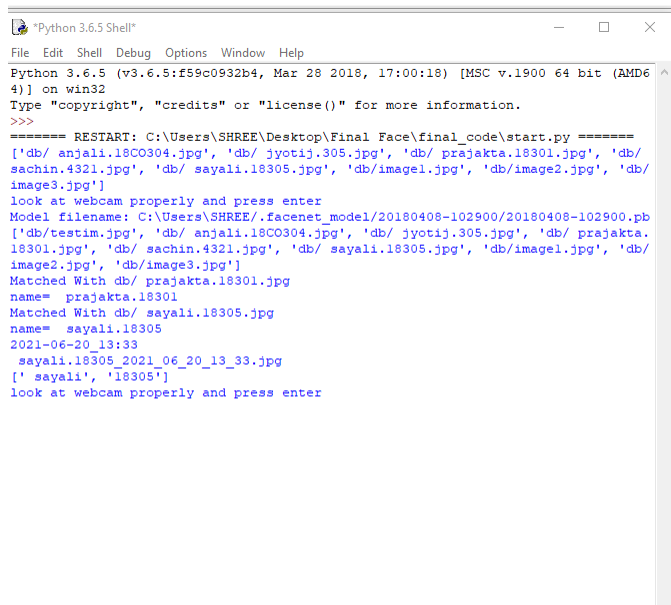 *Python 3.6.5 Shell*
File Edit Shell Debug Options Window Help
Python 3.6.5 (v3.6.5:f59c0932b4, Mar 28 2018, 17:00:18) [MSC v.1900 64 bit (AMD6
4)] on win32
Type "copyright", "credits" or "license()" for more information.
>>>
======= RESTART: C:\Users\SHREE\Desktop\Final Face\final_code\start.py =======
['db/ anjali.18CO304.jpg', 'db/ jyotij.305.jpg', 'db/ prajakta.18301.jpg', 'db/
sachin.4321.jpg', 'db/ sayali.18305.jpg', 'db/image1.jpg', 'db/image2.jpg', 'db/
image3.jpg']
look at webcam properly and press enter
Model filename: C:\Users\SHREE/.facenet_model/20180408-102900/20180408-102900.pb
['db/testim.jpg', 'db/ anjali.18CO304.jpg', 'db/ jyotij.305.jpg', 'db/ prajakta.
18301.jpg', 'db/ sachin.4321.jpg', 'db/ sayali.18305.jpg', 'db/image1.jpg', 'db/
image2.jpg', 'db/image3.jpg']
Matched With db/ prajakta.18301.jpg
name=  prajakta.18301
Matched With db/ sayali.18305.jpg
name=  sayali.18305
2021-06-20_13:33
 sayali.18305_2021_06_20_13_33.jpg
[' sayali', '18305']
look at webcam properly and press enter